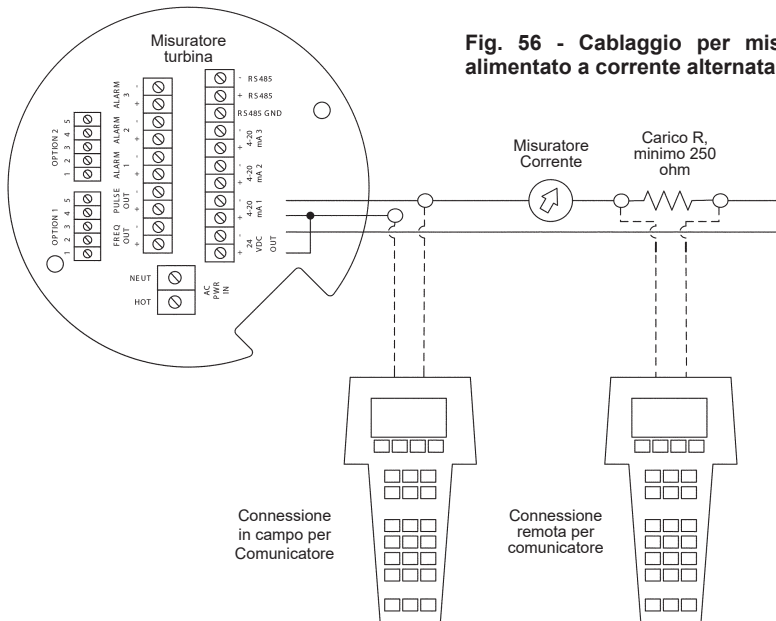 Fig. 56 - Cablaggio per mis
alimentato a corrente alternata
Misuratore
turbina
- RS485
+ RS485
RS485 GND
- 4-20
+ mA 3
- 4-20
+ mA 2
- 4-20
+ mA 1
- 24
+ VDC
OUT
ALARM
3
- +
ALARM
2
- +
ALARM
1
- +
PULSE
OUT
- +
FREQ
OUT
- +
OPTION 2
5
4
3
2
1
OPTION 1
5
4
3
2
1
NEUT
HOT
AC
PWR
IN
Misuratore
Corrente
Carico R,
minimo 250
ohm
Connessione
in campo per
Comunicatore
Connessione
remota per
comunicatore